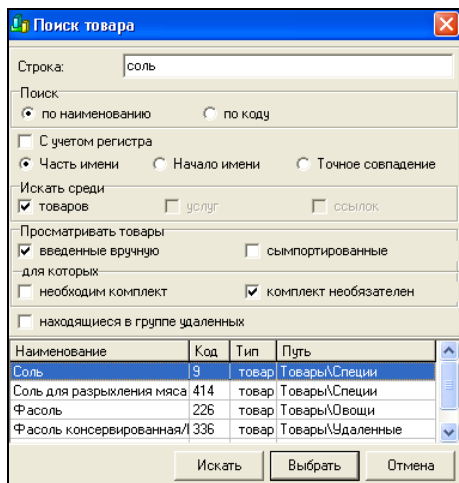 Поиск товара
Строка: соль
Поиск
по наименованию по коду
С учетом регистра
Часть имени Начало имени Точное совпадение
Искать среди
товаров услуг ссылок
Просматривать товары
введенные вручную сымпортированные
для которых
необходим комплект комплект необязателен
находящиеся в группе удаленных
Наименование Код Тип Путь
Соль 9 товар Товары\Специи
Соль для разрыхления мяса 414 товар Товары\Специи
Фасоль 226 товар Товары\Овощи
Фасоль консервированная/ 336 товар Товары\Удаленные
Искать Выбрать Отмена